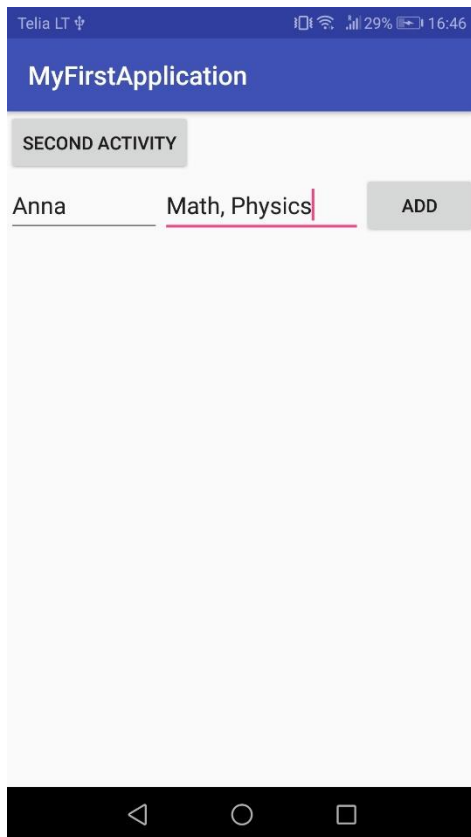 Telia LT 29% 16:46
MyFirstApplication
SECOND ACTIVITY
Anna Math, Physics ADD